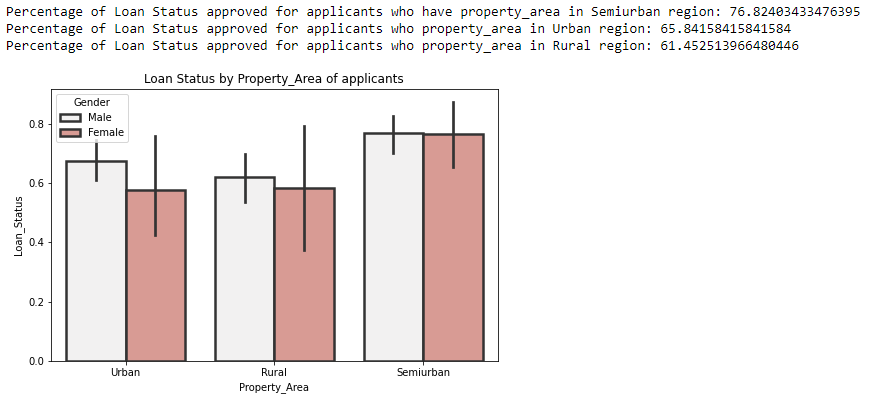 Percentage of Loan Status approved for applicants who have property_area in Semiurban region: 76.82403433476395
Percentage of Loan Status approved for applicants who property_area in Urban region: 65.84158415841584
Percentage of Loan Status approved for applicants who property_area in Rural region: 61.452513966480446
Loan Status by Property_Area of applicants
Gender
Male
Female
0.8
0.6
0.4
0.2
0.0
Loan_Status
Urban
Rural
Semiurban
Property_Area